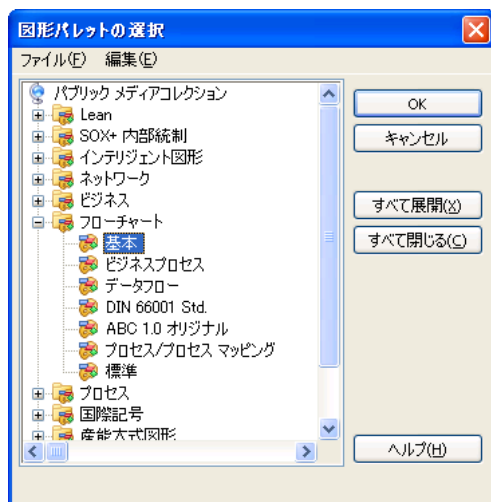 図形パレットの選択
ファイル(F) 編集(E)
パブリック メディアコレクション
Lean
SOX+ 内部統制
インテリジェント図形
ネットワーク
ビジネス
フローチャート
基本
ビジネスプロセス
データフロー
DIN 66001 Std.
ABC 1.0 オリジナル
プロセス/プロセス マッピング
標準
プロセス
国際記号
産能大式図形
OK
キャンセル
すべて展開(X)
すべて閉じる(C)
ヘルプ(H)